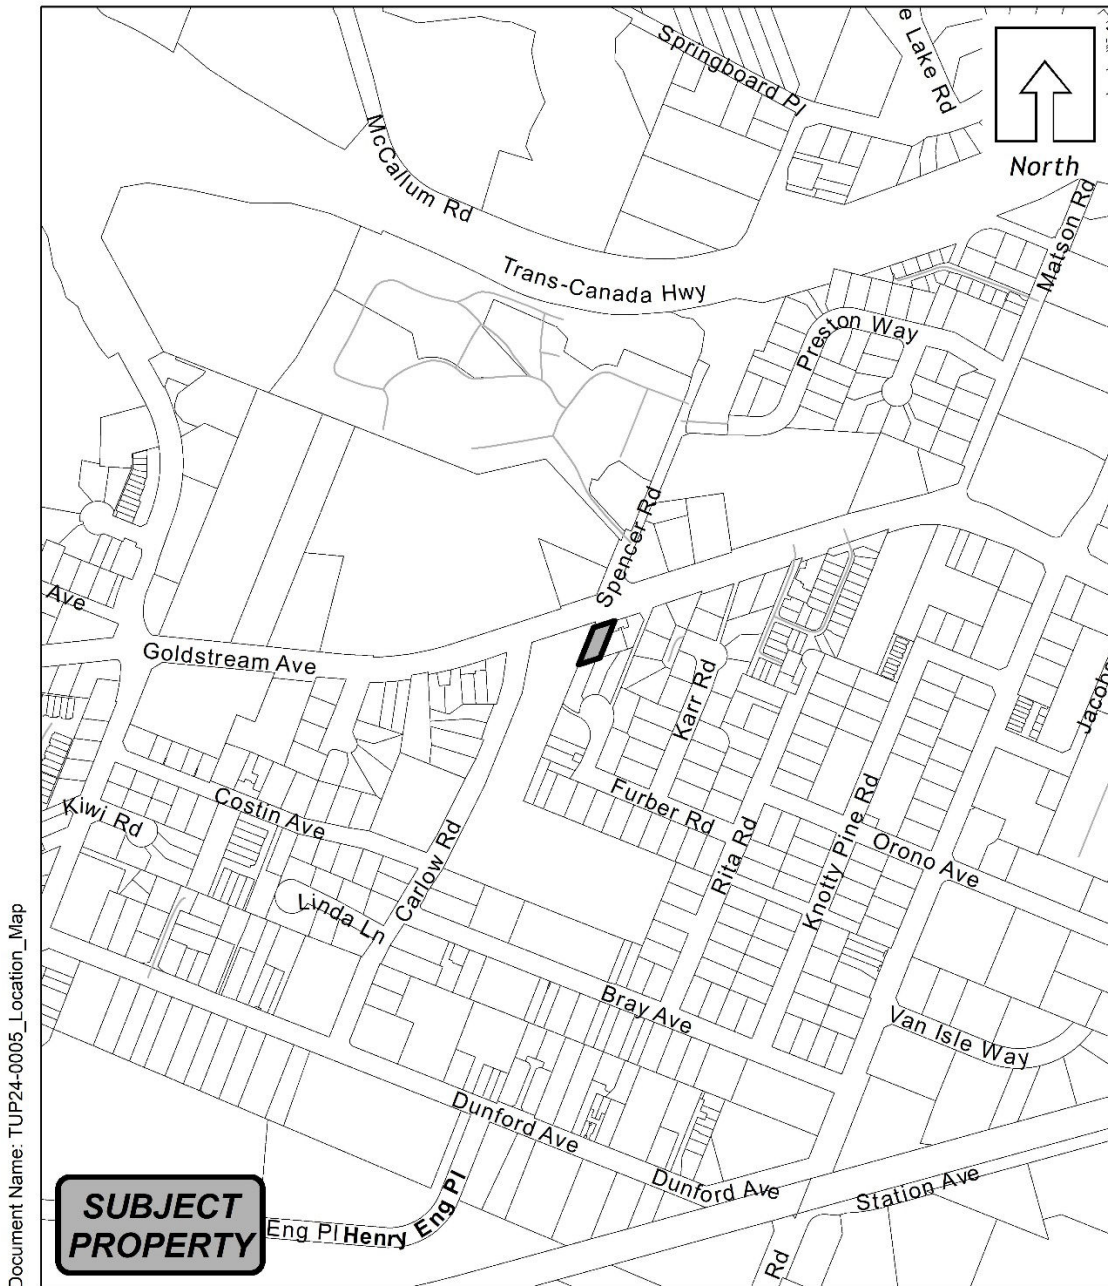 Springboard Pl
e Lake Rd
North
McCallum Rd
Matson Rd
Trans-Canada Hwy
Preston Way
Spencer Rd
Ave
Goldstream Ave
Karr Rd
Jacobs
Furber Rd
Costin Ave
Kiwi Rd
Rita Rd
Knotty Pine Rd
Orono Ave
Carlow Rd
Linda Ln
Bray Ave
Van Isle Way
Dunford Ave
Dunford Ave
Station Ave
Eng Pl Henry Eng Pl
Rd
SUBJECT
PROPERTY
Document Name: TUP24-0005_Location_Map